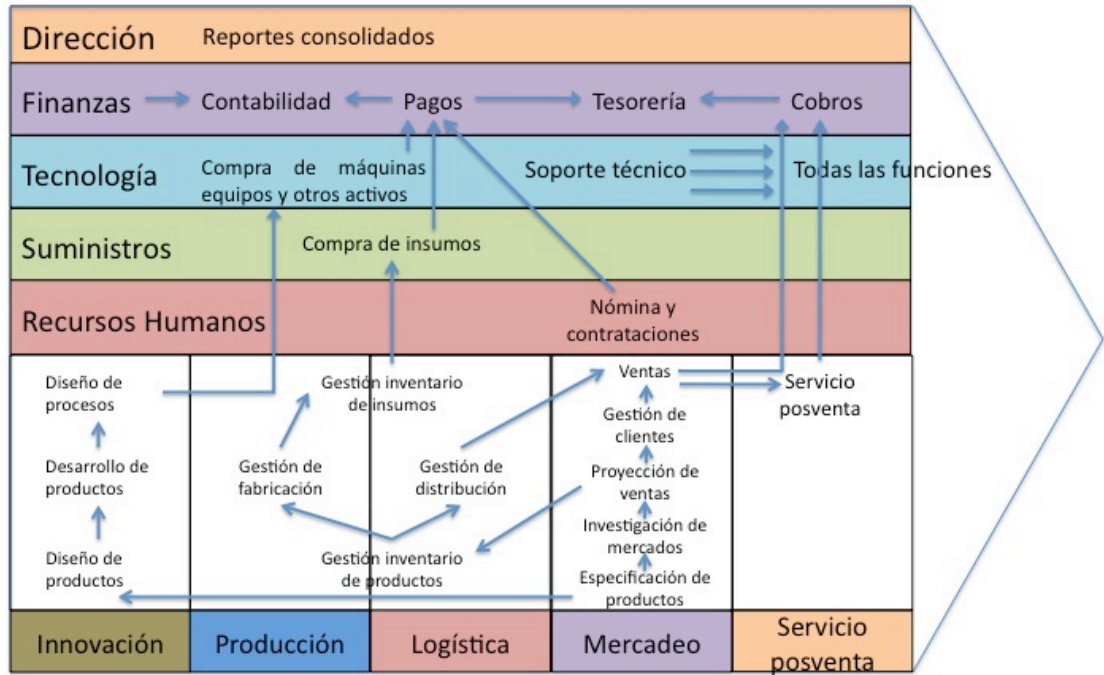 Dirección
Reportes consolidados
Finanzas
Contabilidad
Pagos
Tesorería
Cobros
Tecnología
Compra de máquinas
equipos y otros activos
Soporte técnico
Todas las funciones
Suministros
Compra de insumos
Recursos Humanos
Nómina y
contrataciones
Diseño de
procesos
Desarrollo de
productos
Diseño de
productos
Gestión inventario
de insumos
Gestión de
fabricación
Gestión de
distribución
Gestión inventario
de productos
Ventas
Gestión de
clientes
Proyección de
ventas
Investigación de
mercados
Especificación de
productos
Servicio
posventa
Innovación
Producción
Logística
Mercadeo
Servicio
posventa